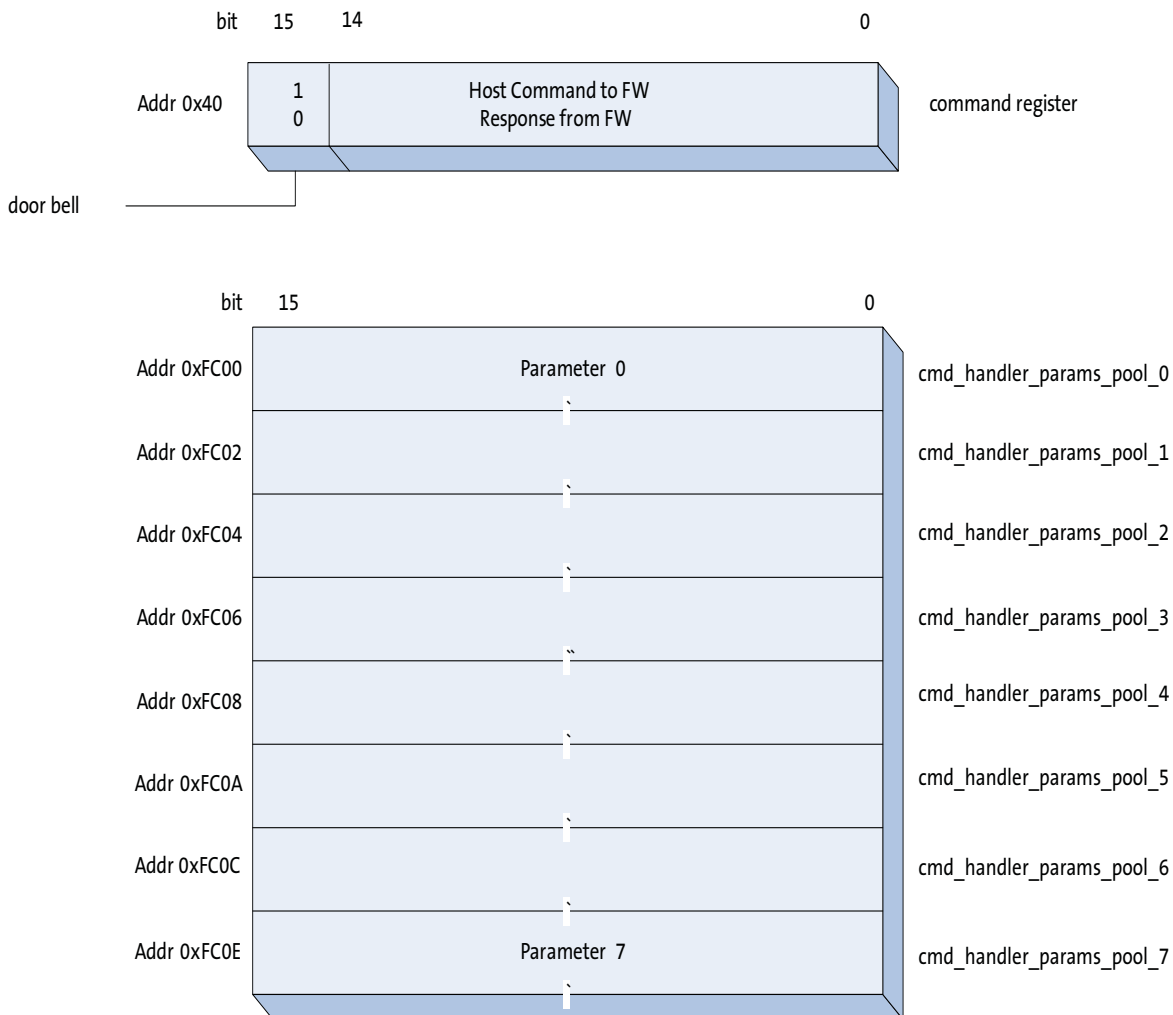 bit 15 14 0
Addr 0x40 1 Host Command to FW command register
0 Response from FW
door bell
bit 15 0
Addr 0xFC00 Parameter 0 cmd_handler_params_pool_0
Addr 0xFC02 cmd_handler_params_pool_1
Addr 0xFC04 cmd_handler_params_pool_2
Addr 0xFC06 cmd_handler_params_pool_3
Addr 0xFC08 cmd_handler_params_pool_4
Addr 0xFC0A cmd_handler_params_pool_5
Addr 0xFC0C cmd_handler_params_pool_6
Addr 0xFC0E Parameter 7 cmd_handler_params_pool_7